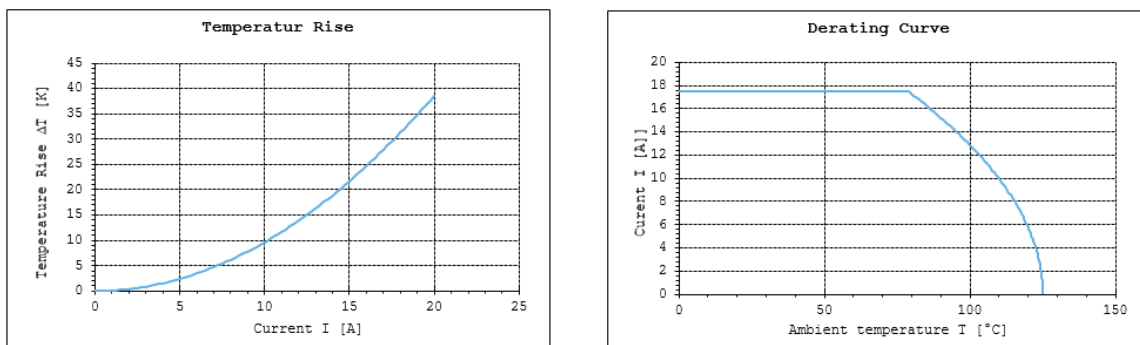 Temperatur Rise
Temperature Rise ΔT [K]
45
40
35
30
25
20
15
10
5
0
0 5 10 15 20 25
Current I [A]
Derating Curve
Curent I [A]]
20
18
16
14
12
10
8
6
4
2
0
0 50 100 150
Ambient temperature T [°C]